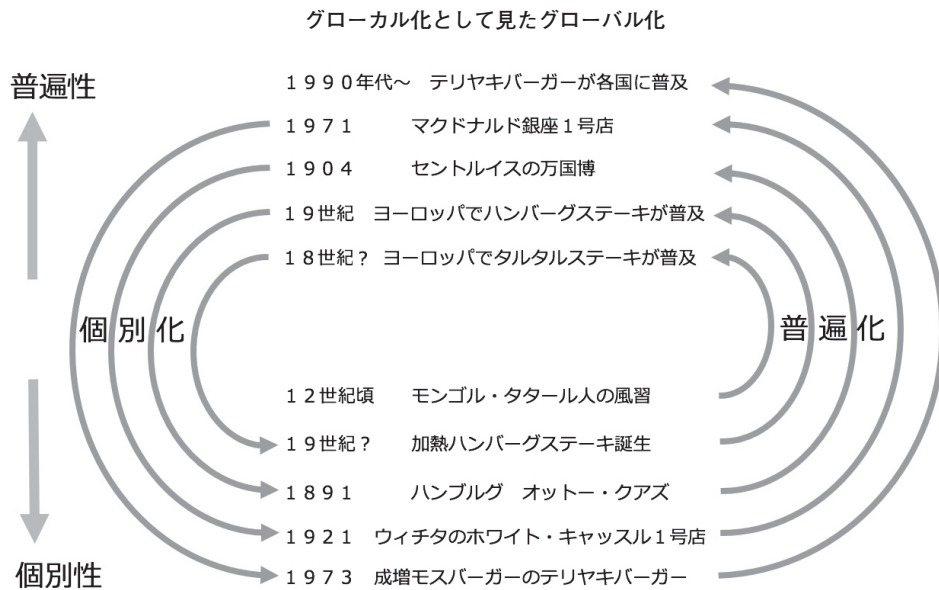 グローカル化として見たグローバル化
普遍性
1990年代～ テリヤキバーガーが各国に普及
1971 マクドナルド銀座1号店
1904 セントルイスの万国博
19世紀 ヨーロッパでハンバーグステーキが普及
18世紀? ヨーロッパでタルタルステーキが普及
個別化
普遍化
12世紀頃 モンゴル・タタール人の風習
19世紀? 加熱ハンバーグステーキ誕生
1891 ハンブルグ オットー・クアズ
1921 ウィチタのホワイト・キャッスル1号店
1973 成増モスバーガーのテリヤキバーガー
個別性